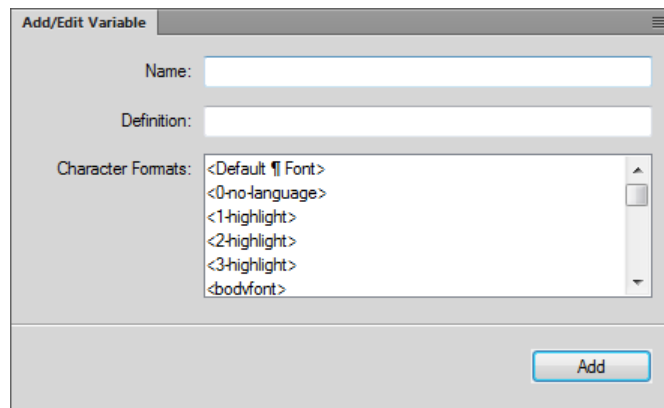 Add/Edit Variable
Name:
Definition:
Character Formats:
<Default ¶ Font>
<0-no-language>
<1-highlight>
<2-highlight>
<3-highlight>
<bodyfont>
Add